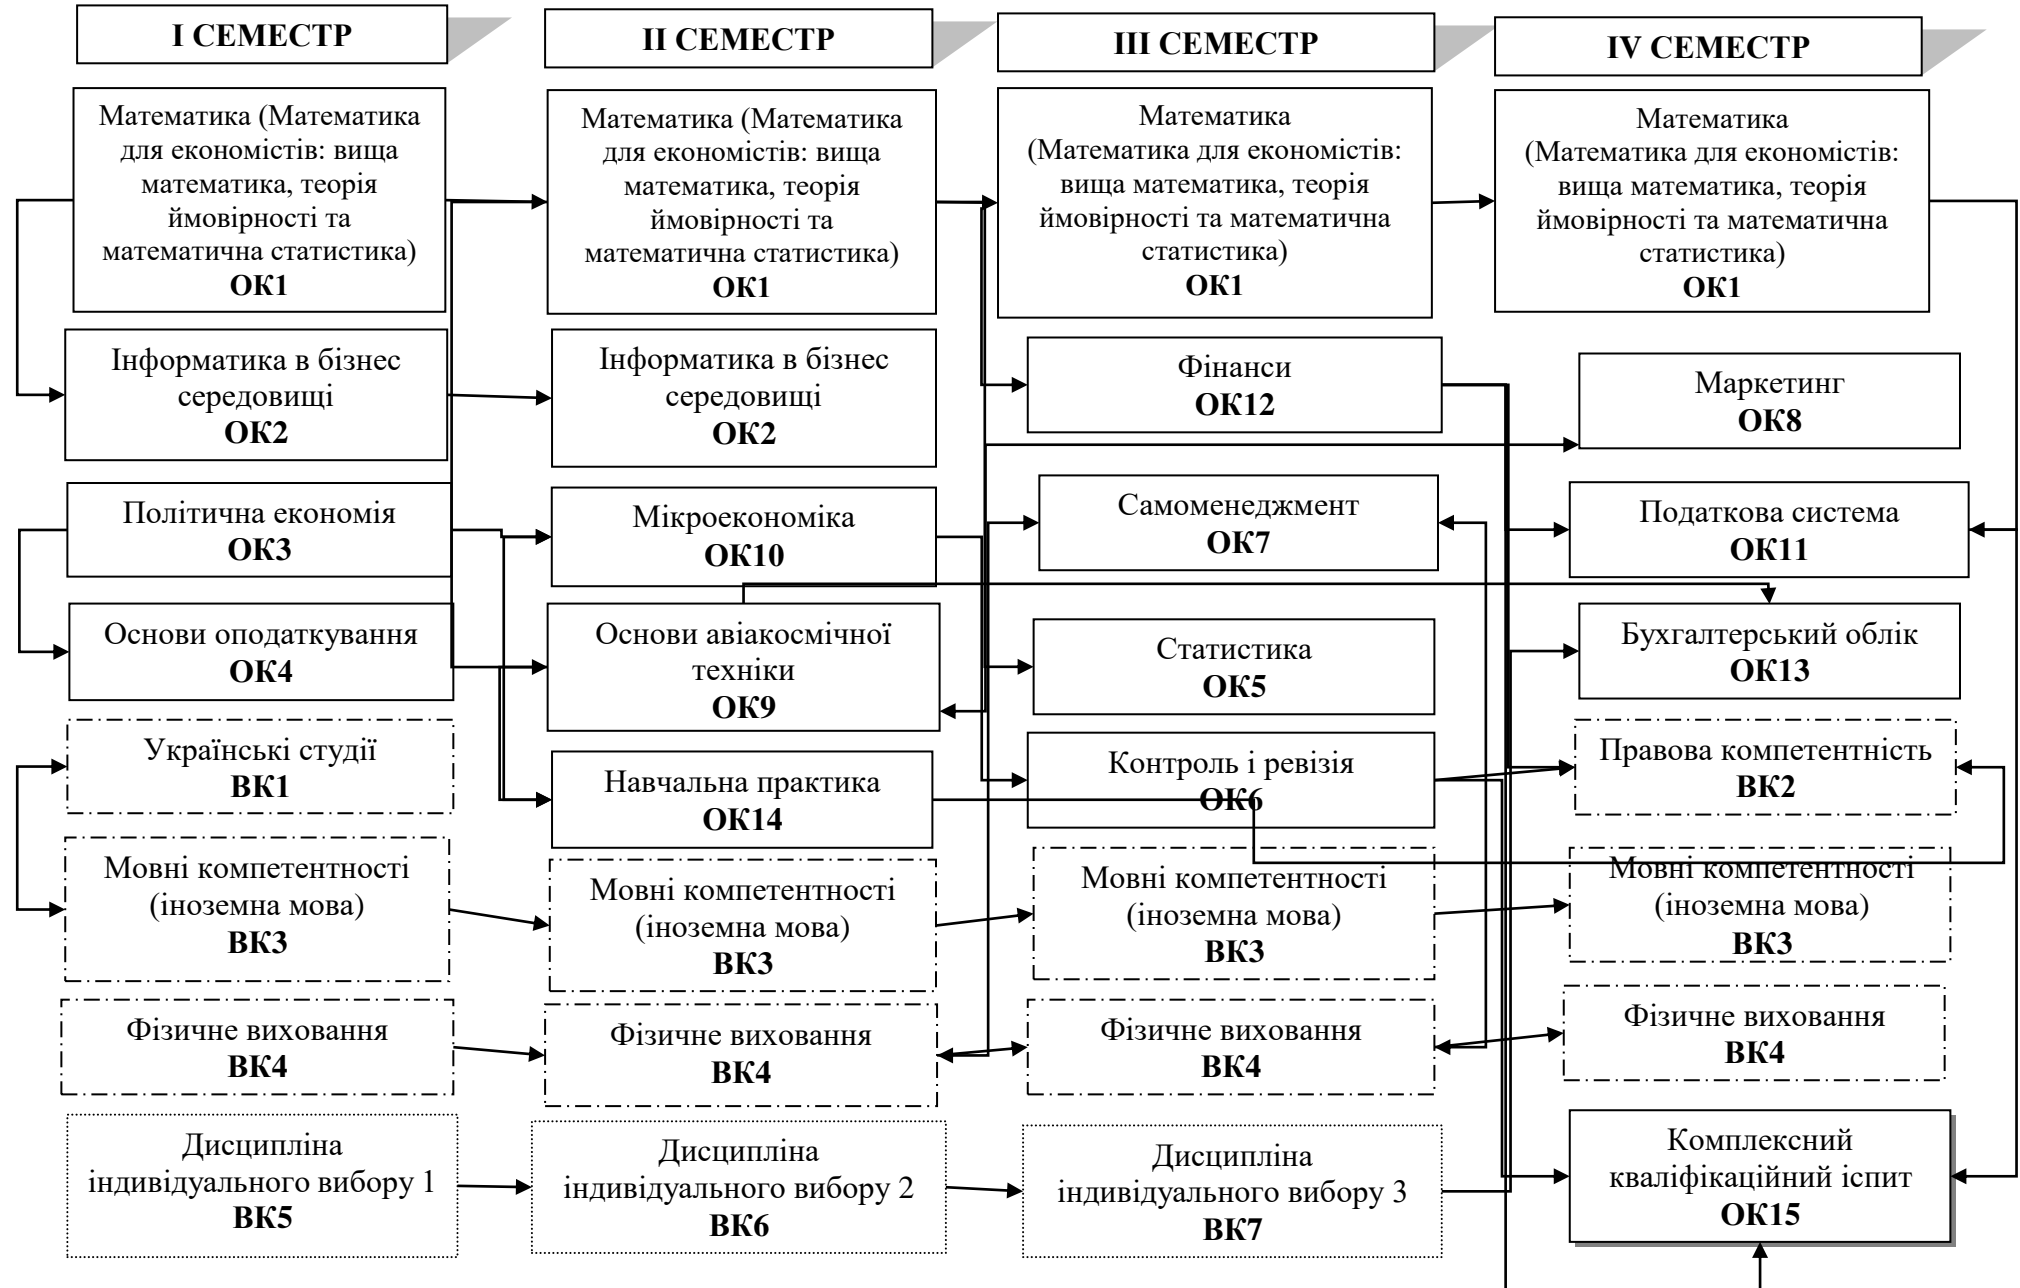 І СЕМЕСТР
Математика (Математика
для економістів: вища
математика, теорія
ймовірності та
математична статистика)
ОК1
Інформатика в бізнес
середовищі
ОК2
Політична економія
ОК3
Основи оподаткування
ОК4
Українські студії
ВК1
Мовні компетентності
(іноземна мова)
ВК3
Фізичне виховання
ВК4
Дисципліна
індивідуального вибору 1
ВК5
ІІ СЕМЕСТР
Математика (Математика
для економістів: вища
математика, теорія
ймовірності та
математична статистика)
ОК1
Інформатика в бізнес
середовищі
ОК2
Мікроекономіка
ОК10
Основи авіакосмічної
техніки
ОК9
Навчальна практика
ОК14
Мовні компетентності
(іноземна мова)
ВК3
Фізичне виховання
ВК4
Дисципліна
індивідуального вибору 2
ВК6
ІІІ СЕМЕСТР
Математика
(Математика для економістів:
вища математика, теорія
ймовірності та математична
статистика)
ОК1
Фінанси
ОК12
Самоменеджмент
ОК7
Статистика
ОК5
Контроль і ревізія
ОК6
Мовні компетентності
(іноземна мова)
ВК3
Фізичне виховання
ВК4
Дисципліна
індивідуального вибору 3
ВК7
IV СЕМЕСТР
Математика
(Математика для економістів:
вища математика, теорія
ймовірності та математична
статистика)
ОК1
Маркетинг
ОК8
Податкова система
ОК11
Бухгалтерський облік
ОК13
Правова компетентність
ВК2
Мовні компетентності
(іноземна мова)
ВК3
Фізичне виховання
ВК4
Комплексний
кваліфікаційний іспит
ОК15